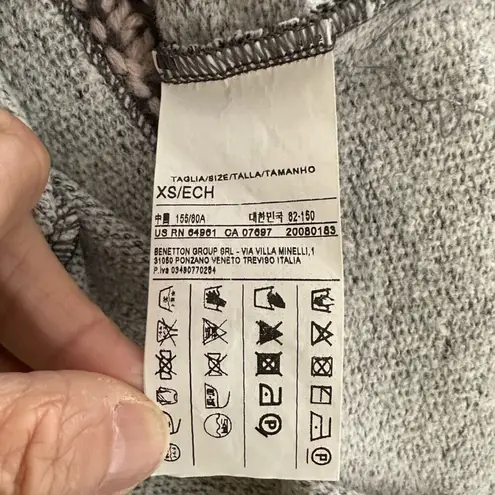 TAGLIA/SIZE/TALLA/TAMANHO
XS/ECH
中國 155/80A 대한민국 82-150
US RN 64961 CA 07697 20080183
BENETTON GROUP SRL - VIA VILLA MINELLI,1
31050 PONZANO VENETO TREVISO ITALIA
P.iva 03490770264
P
P